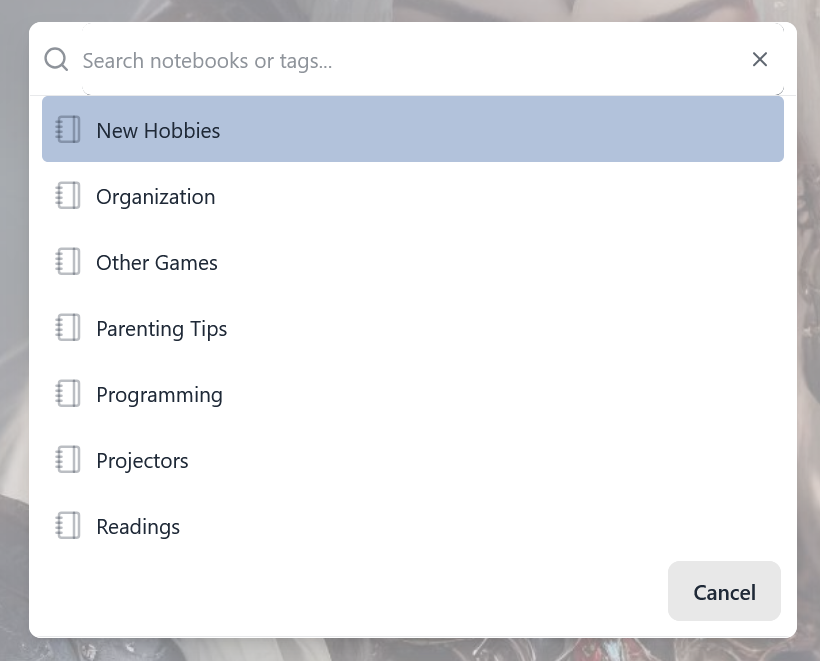 Search notebooks or tags...
New Hobbies
Organization
Other Games
Parenting Tips
Programming
Projectors
Readings
Cancel